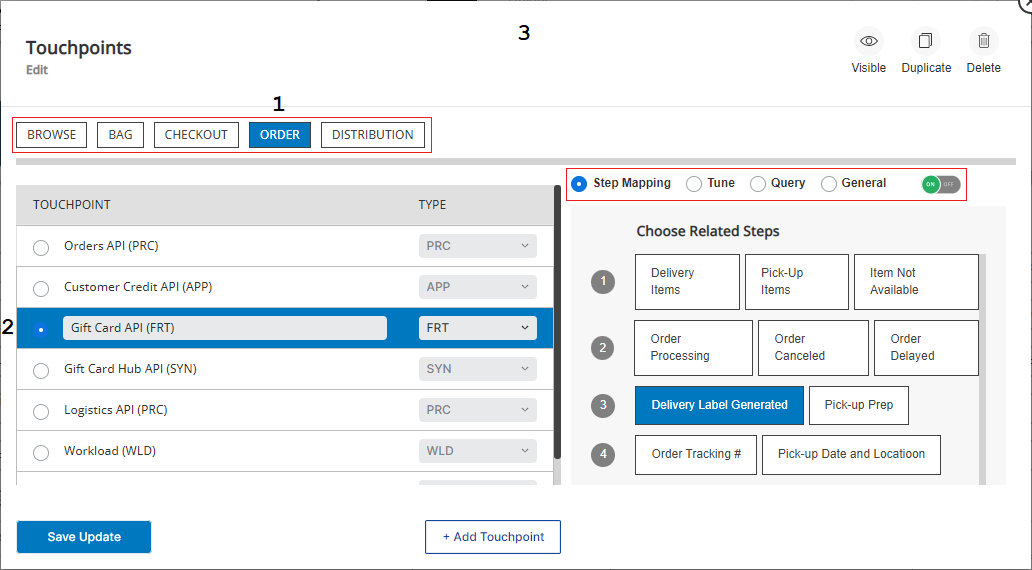 3
Touchpoints
Edit
Visible Duplicate Delete
1
BROWSE BAG CHECKOUT ORDER DISTRIBUTION
Step Mapping Tune Query General ON OFF
TOUCHPOINT TYPE
Orders API (PRC) PRC
Customer Credit API (APP) APP
2 Gift Card API (FRT) FRT
Gift Card Hub API (SYN) SYN
Logistics API (PRC) PRC
Workload (WLD) WLD
Choose Related Steps
1
Delivery
Items
Pick-Up
Items
Item Not
Available
2
Order
Processing
Order
Canceled
Order
Delayed
3 Delivery Label Generated Pick-up Prep
4 Order Tracking # Pick-up Date and Locatioon
Save Update + Add Touchpoint